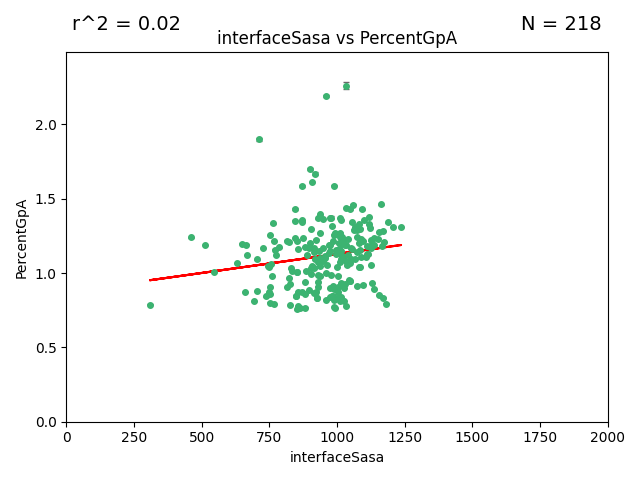 r^2 = 0.02
N = 218
interfaceSasa vs PercentGpA
PercentGpA
2.0
1.5
1.0
0.5
0.0
0 250 500 750 1000 1250 1500 1750 2000
interfaceSasa